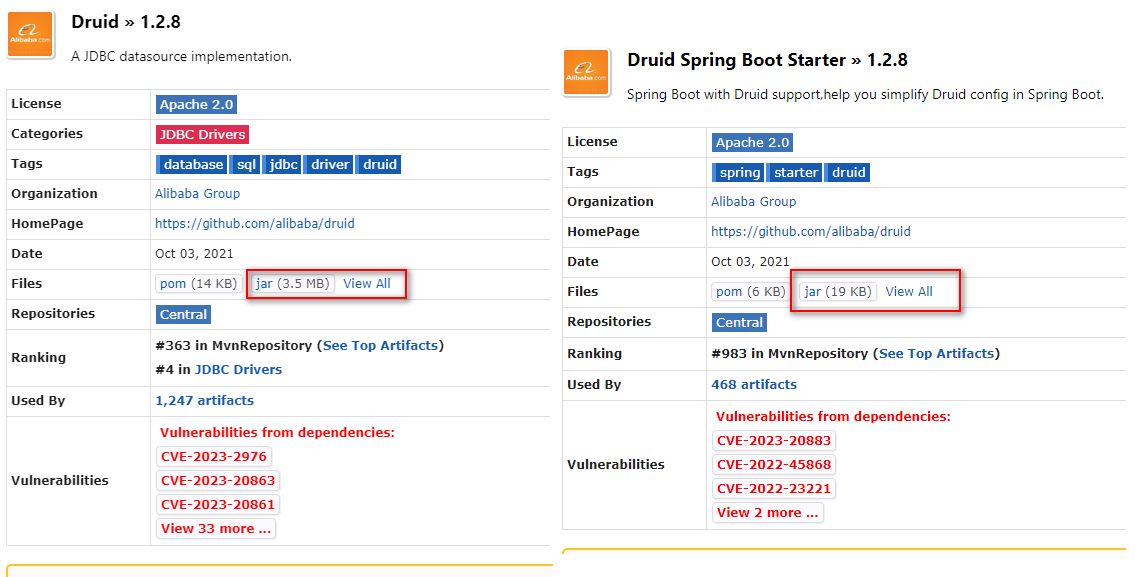 Alibaba.com
Druid » 1.2.8
A JDBC datasource implementation.
License Apache 2.0
Categories JDBC Drivers
Tags database sql jdbc driver druid
Organization Alibaba Group
HomePage https://github.com/alibaba/druid
Date Oct 03, 2021
Files pom (14 KB) jar (3.5 MB) View All
Repositories Central
Ranking #363 in MvnRepository (See Top Artifacts)
#4 in JDBC Drivers
Used By 1,247 artifacts
Vulnerabilities Vulnerabilities from dependencies:
CVE-2023-2976
CVE-2023-20863
CVE-2023-20861
View 33 more ...
Alibaba.com
Druid Spring Boot Starter » 1.2.8
Spring Boot with Druid support,help you simplify Druid config in Spring Boot.
License Apache 2.0
Tags spring starter druid
Organization Alibaba Group
HomePage https://github.com/alibaba/druid
Date Oct 03, 2021
Files pom (6 KB) jar (19 KB) View All
Repositories Central
Ranking #983 in MvnRepository (See Top Artifacts)
Used By 468 artifacts
Vulnerabilities Vulnerabilities from dependencies:
CVE-2023-20883
CVE-2022-45868
CVE-2022-23221
View 2 more ...